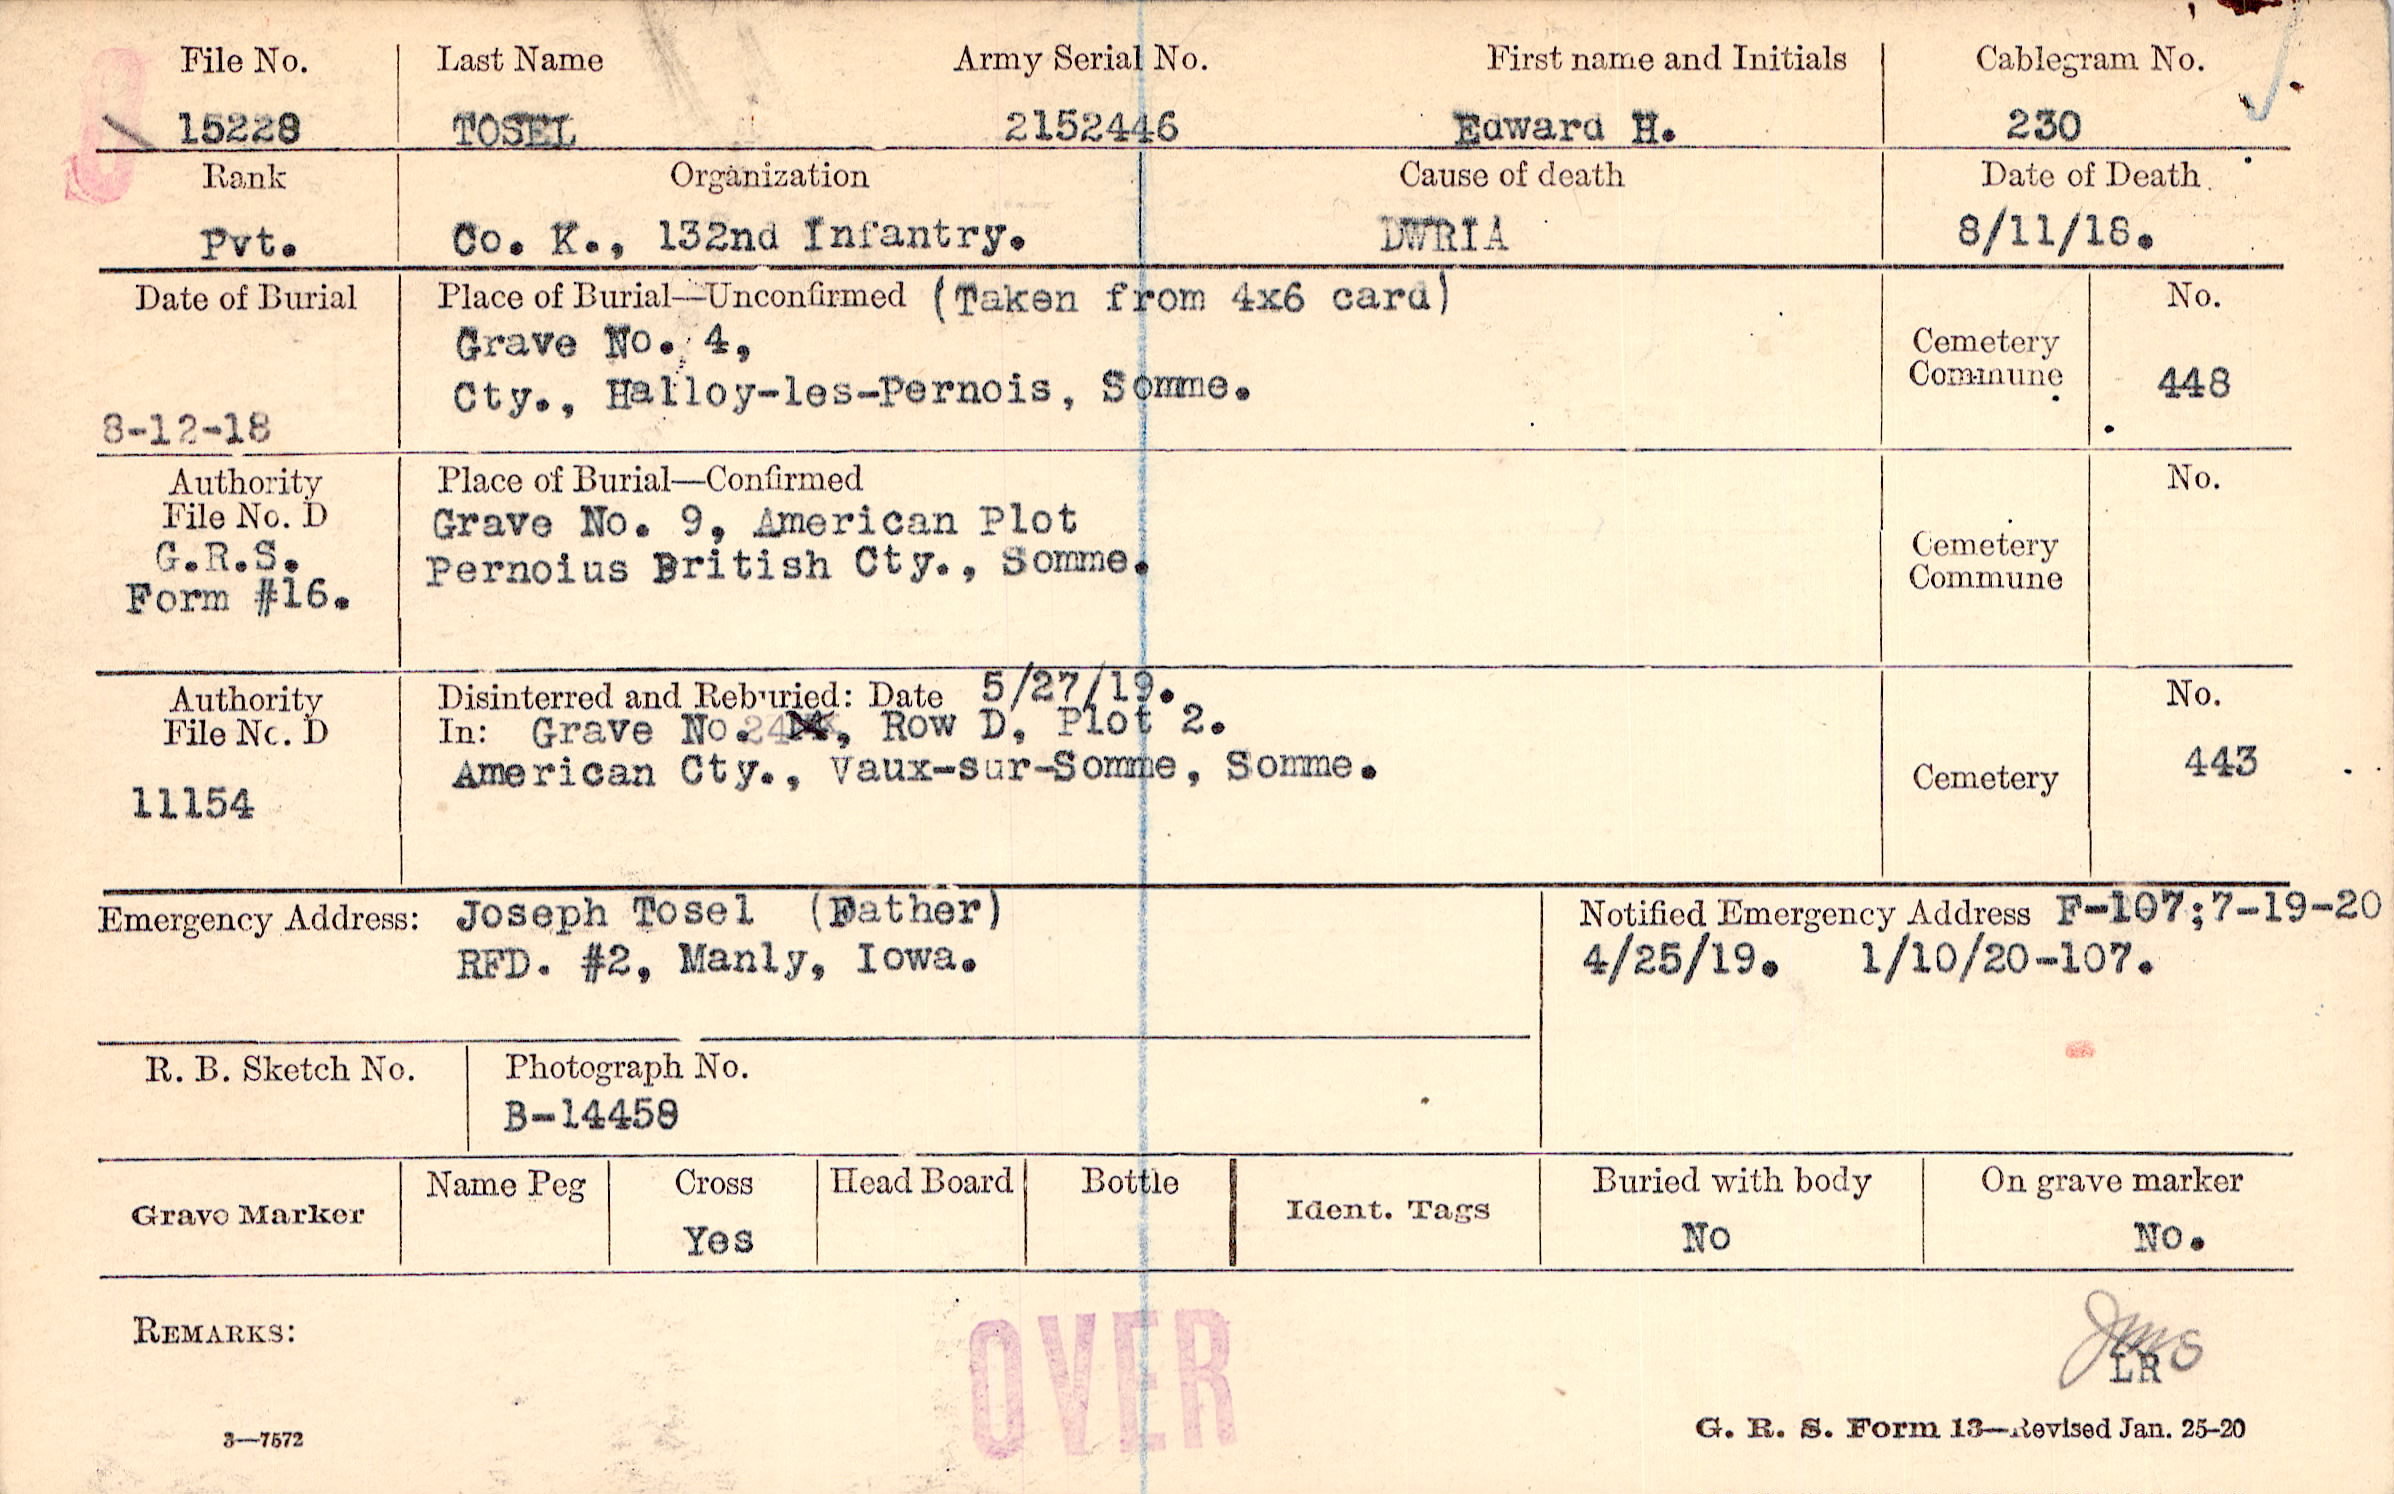 File No. Last Name Army Serial No. First name and Initials Cablegram No.
15228 TOSEL 2152446 Edward H. 230
Rank Organization Cause of death Date of Death
Pvt. Co. K., 132nd Infantry. DWRIA 8/11/18.
Date of Burial Place of Burial—Unconfirmed (Taken from 4x6 card) No.
Grave No. 4,
Cty., Halloy-les-Pernois, Somme.
Cemetery
Commune 448
8-12-18
Authority Place of Burial—Confirmed No.
File No. D Grave No. 9, American Plot
G.R.S. Pernoius British Cty., Somme.
Form #16.
Cemetery
Commune
Authority Disinterred and Reburied: Date 5/27/19. No.
File No. D In: Grave No. 24, Row D, Plot 2.
American Cty., Vaux-sur-Somme, Somme. Cemetery 443
11154
Emergency Address: Joseph Tosel (Father) Notified Emergency Address F-107;7-19-20
RFD. #2, Manly, Iowa. 4/25/19. 1/10/20-107.
R. B. Sketch No. Photograph No.
B-14458
Grave Marker Name Peg Cross Head Board Bottle Ident. Tags Buried with body On grave marker
Yes No No.
REMARKS:
OVER
LR
3—7572
G. R. S. Form 13—Revised Jan. 25-20